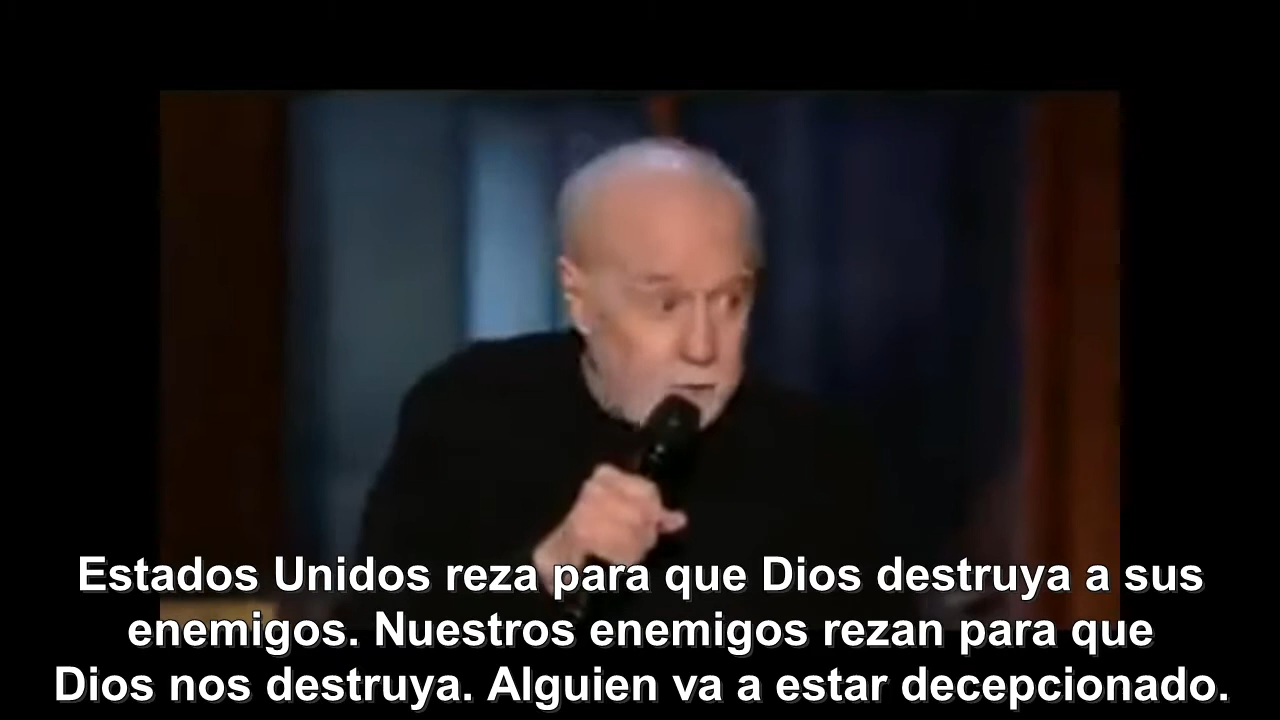 Estados Unidos reza para que Dios destruya a sus
enemigos. Nuestros enemigos rezan para que
Dios nos destruya. Alguien va a estar decepcionado.